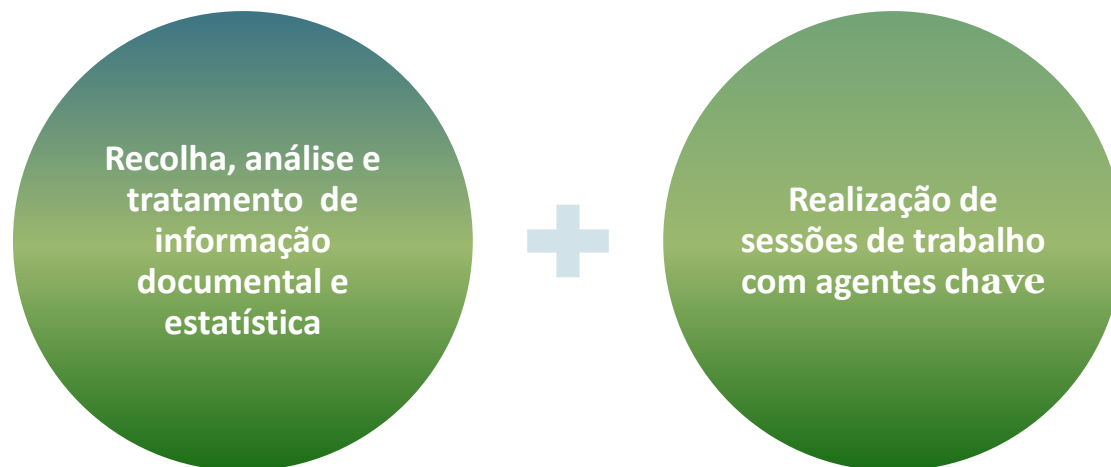 Recolha, análise e
tratamento  de
informação
documental e
estatística
Realização de
sessões de trabalho
com agentes chave